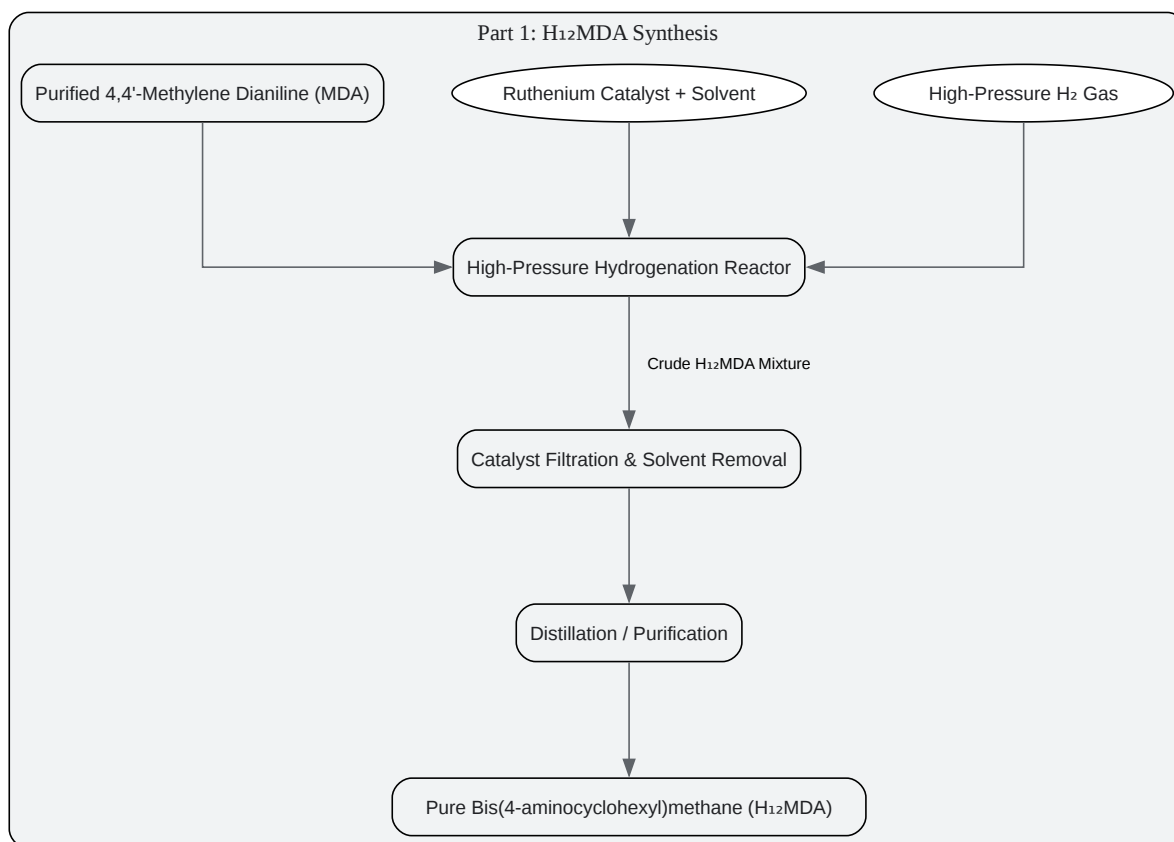 Part 1: H₁₂MDA Synthesis
Purified 4,4'-Methylene Dianiline (MDA)
Ruthenium Catalyst + Solvent
High-Pressure H₂ Gas
High-Pressure Hydrogenation Reactor
Crude H₁₂MDA Mixture
Catalyst Filtration & Solvent Removal
Distillation / Purification
Pure Bis(4-aminocyclohexyl)methane (H₁₂MDA)